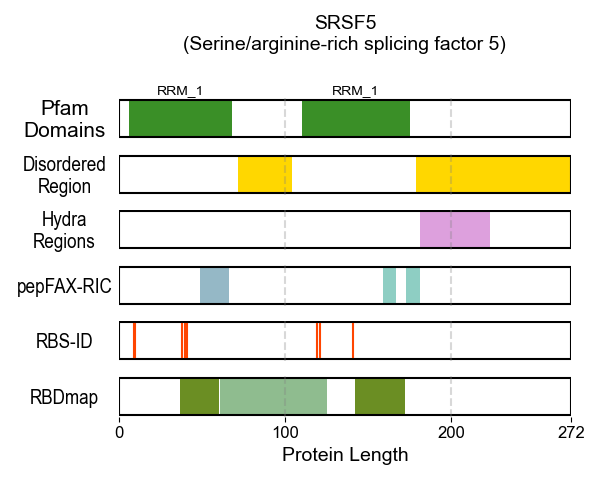 SRSF5
(Serine/arginine-rich splicing factor 5)
RRM_1 RRM_1
Pfam
Domains
Disordered
Region
Hydra
Regions
pepFAX-RIC
RBS-ID
RBDmap
0 100 200 272
Protein Length